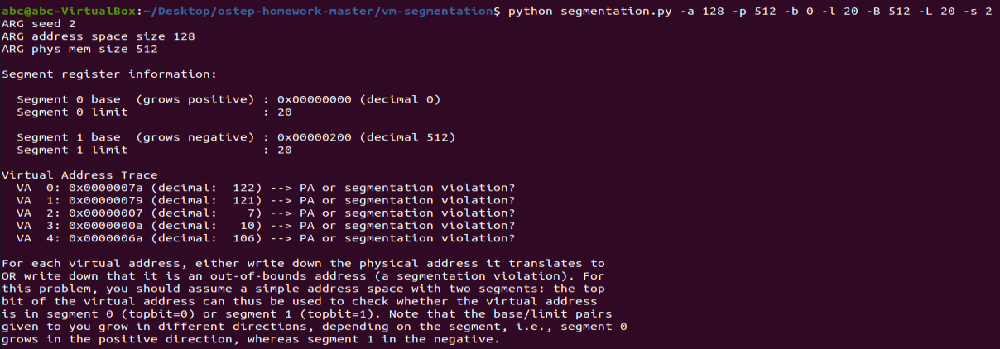 abc@abc-VirtualBox:~/Desktop/ostep-homework-master/vm-segmentation$ python segmentation.py -a 128 -p 512 -b 0 -l 20 -B 512 -L 20 -s 2
ARG seed 2
ARG address space size 128
ARG phys mem size 512

Segment register information:

  Segment 0 base  (grows positive) : 0x00000000 (decimal 0)
  Segment 0 limit                  : 20

  Segment 1 base  (grows negative) : 0x00000200 (decimal 512)
  Segment 1 limit                  : 20

Virtual Address Trace
  VA  0: 0x0000007a (decimal:  122) --> PA or segmentation violation?
  VA  1: 0x00000079 (decimal:  121) --> PA or segmentation violation?
  VA  2: 0x00000007 (decimal:    7) --> PA or segmentation violation?
  VA  3: 0x0000000a (decimal:   10) --> PA or segmentation violation?
  VA  4: 0x0000006a (decimal:  106) --> PA or segmentation violation?

For each virtual address, either write down the physical address it translates to
OR write down that it is an out-of-bounds address (a segmentation violation). For
this problem, you should assume a simple address space with two segments: the top
bit of the virtual address can thus be used to check whether the virtual address
is in segment 0 (topbit=0) or segment 1 (topbit=1). Note that the base/limit pairs
given to you grow in different directions, depending on the segment, i.e., segment 0
grows in the positive direction, whereas segment 1 in the negative.